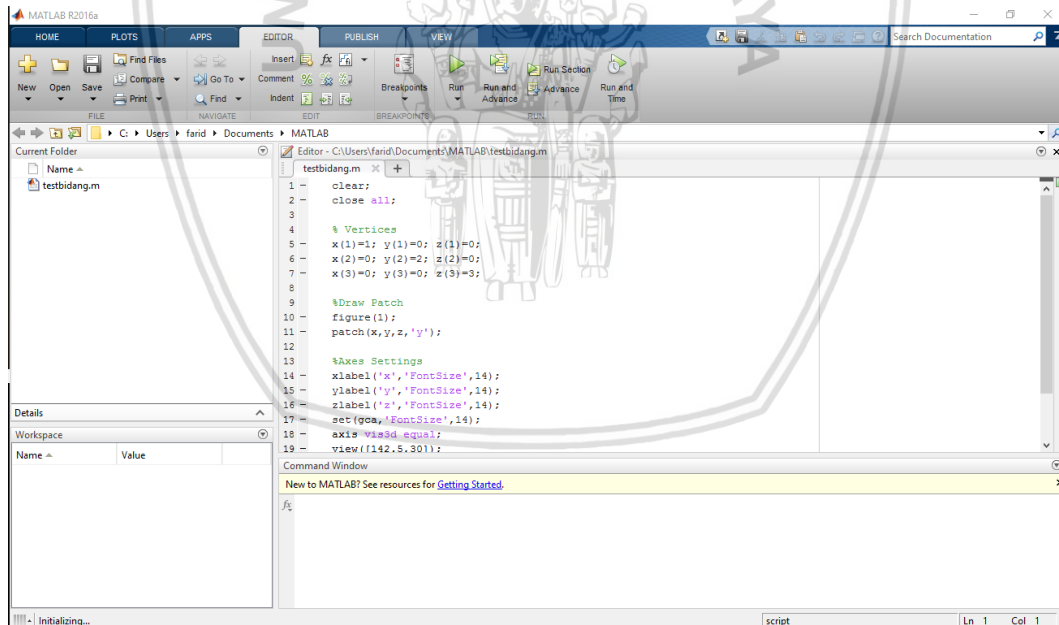 MATLAB R2016a
HOME PLOTS APPS EDITOR PUBLISH VIEW Search Documentation
New Open Save Find Files Compare Print Go To Find Insert fx Comment % Indent Breakpoints Run Run and Advance Run Section Advance Run and Time
FILE NAVIGATE EDIT BREAKPOINTS RUN
C: Users farid Documents MATLAB
Current Folder
Name
testbidang.m
Details
Workspace
Name Value
Editor - C:\Users\farid\Documents\MATLAB\testbidang.m
testbidang.m
1 - clear;
2 - close all;
3
4 % Vertices
5 - x(1)=1; y(1)=0; z(1)=0;
6 - x(2)=0; y(2)=2; z(2)=0;
7 - x(3)=0; y(3)=0; z(3)=3;
8
9 %Draw Patch
10 - figure(1);
11 - patch(x,y,z,'y');
12
13 %Axes Settings
14 - xlabel('x','FontSize',14);
15 - ylabel('y','FontSize',14);
16 - zlabel('z','FontSize',14);
17 - set(gca,'FontSize',14);
18 - axis vis3d equal;
19 - view([142.5,30]);
Command Window
New to MATLAB? See resources for Getting Started.
fx
Initializing...
script Ln 1 Col 1